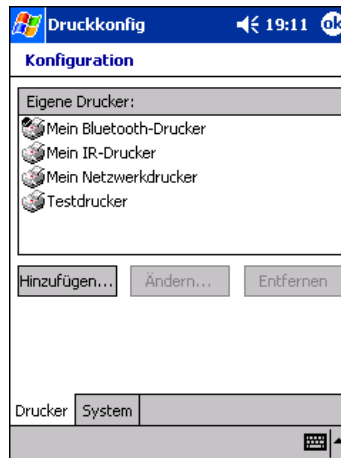 Druckkonfig 19:11 ok
Konfiguration
Eigene Drucker:
Mein Bluetooth-Drucker
Mein IR-Drucker
Mein Netzwerkdrucker
Testdrucker
Hinzufügen... Ändern... Entfernen
Drucker System